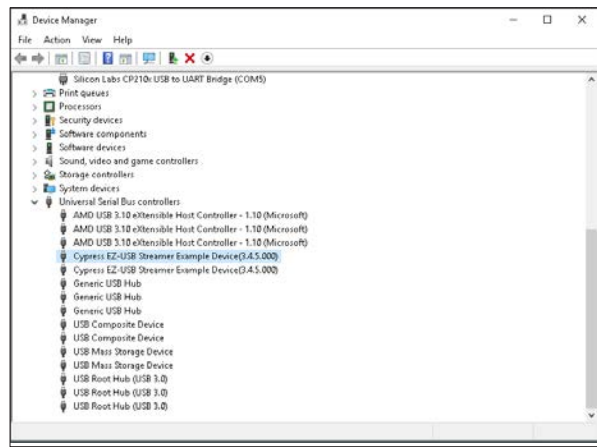 Device Manager
File Action View Help
Silicon Labs CP210x USB to UART Bridge (COM5)
Print queues
Processors
Security devices
Software components
Software devices
Sound, video and game controllers
Storage controllers
System devices
Universal Serial Bus controllers
AMD USB 3.10 eXtensible Host Controller - 1.10 (Microsoft)
AMD USB 3.10 eXtensible Host Controller - 1.10 (Microsoft)
AMD USB 3.10 eXtensible Host Controller - 1.10 (Microsoft)
Cypress EZ-USB Streamer Example Device(3.4.5.000)
Cypress EZ-USB Streamer Example Device(3.4.5.000)
Generic USB Hub
Generic USB Hub
Generic USB Hub
USB Composite Device
USB Composite Device
USB Mass Storage Device
USB Mass Storage Device
USB Root Hub (USB 3.0)
USB Root Hub (USB 3.0)
USB Root Hub (USB 3.0)